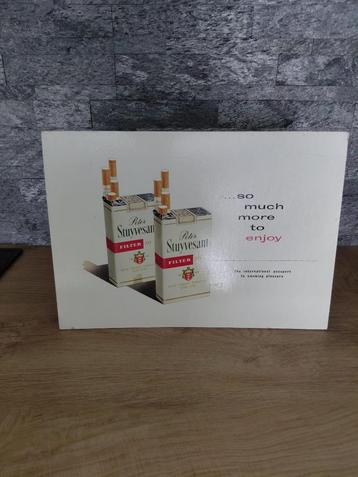 Peter
Stuyvesant
FILTER
Peter
Stuyvesant
FILTER
...so
much
more
to
enjoy
The international passport
to smoking pleasure